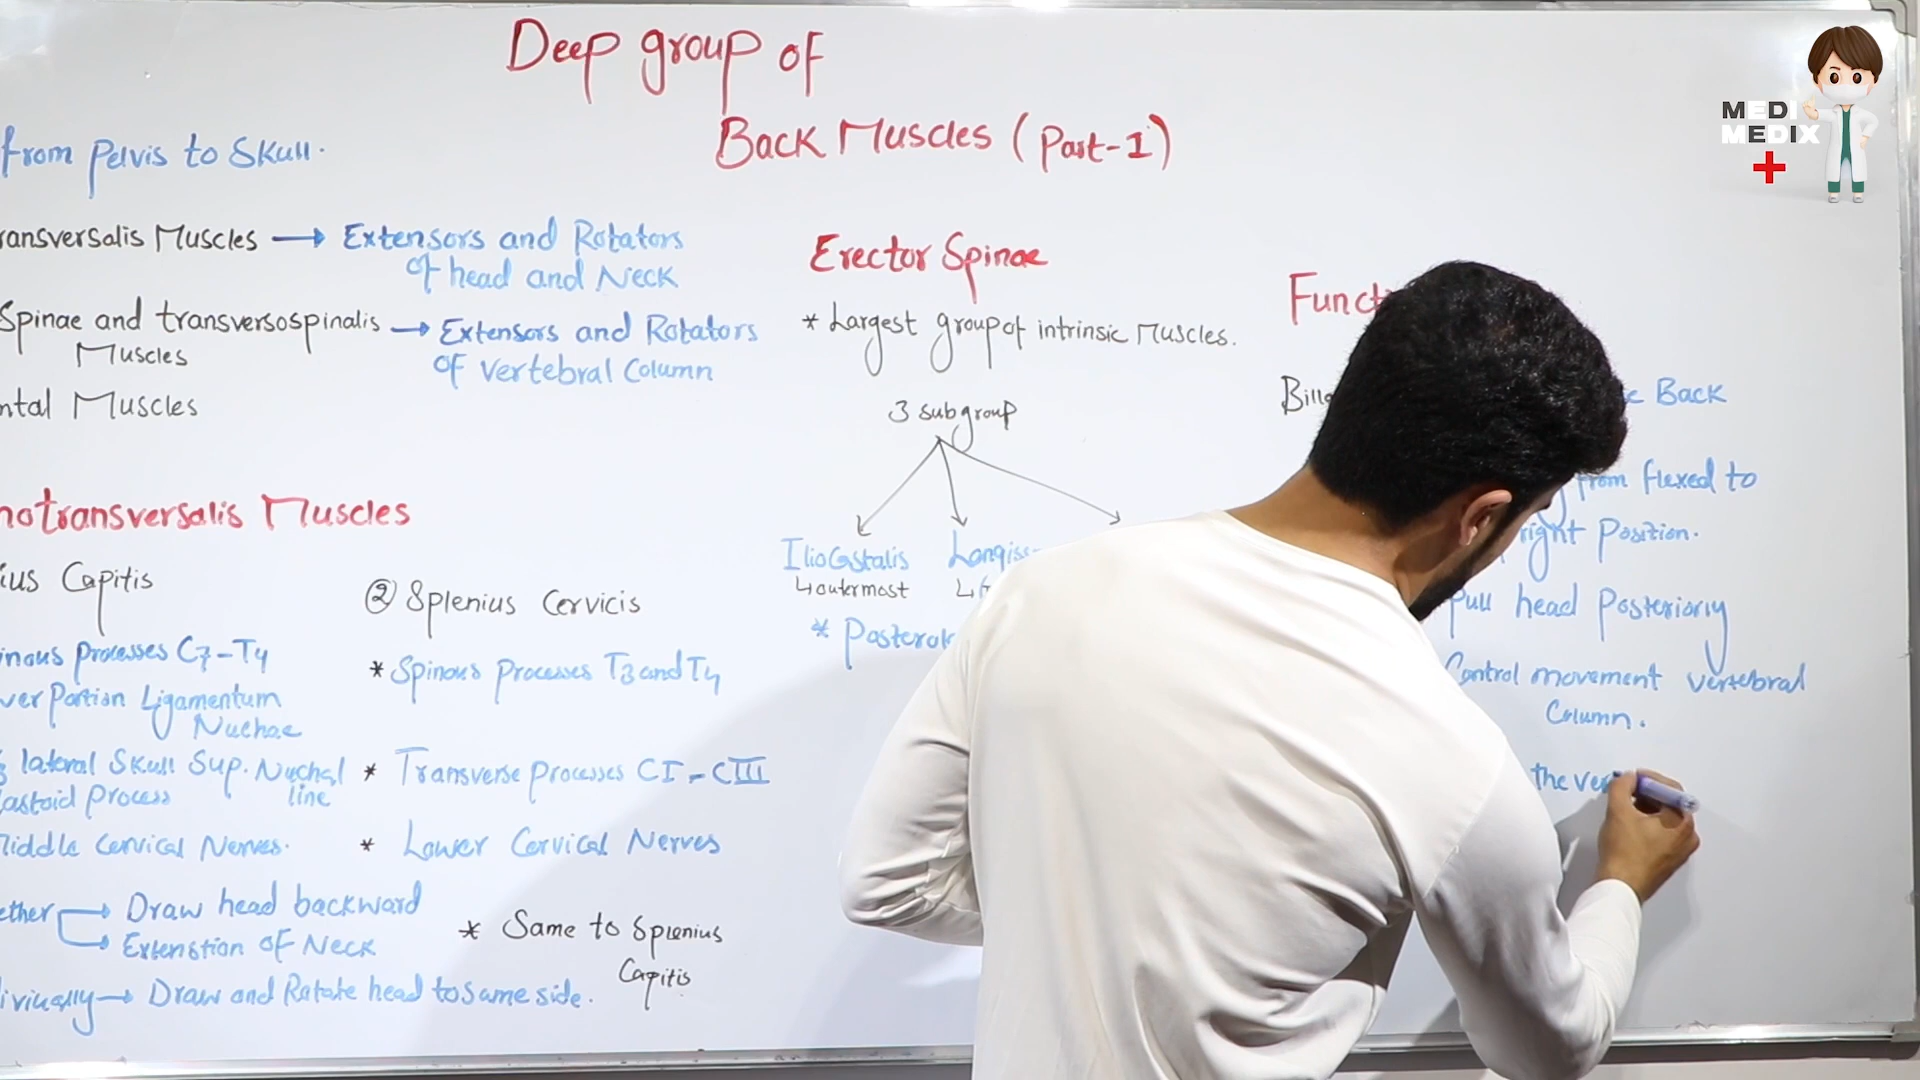 Deep group of
Back Muscles (Part-1)
from Pelvis to Skull.
ransversalis Muscles → Extensors and Rotators
of head and Neck
Spinae and transversospinalis → Extensors and Rotators
Muscles
of vertebral Column
ntal Muscles
notransversalis Muscles
ius Capitis
inous processes C7-T4
wer Portion Ligamentum
Nuchae
lateral Skull Sup. Nuchal
line
astoid Process
Middle Cervical Nerves.
ether → Draw head backward
→ Extenstion of Neck
→ Draw and Rotate head to same side.
② Splenius Cervicis
* Spinous Processes T3 and T4
* Transverse processes CI - CIII
* Lower Cervical Nerves
* Same to Splenius
Capitis
Erector Spinae
* Largest group of intrinsic Muscles.
3 subgroup
IlioCostalis
↳ outermost
Longiss
* Posterol
Funct
Back
from flexed to
right Position.
Pull head Posteriorly
Control movement vertebral
Column.
the ver
MEDI
MEDIX